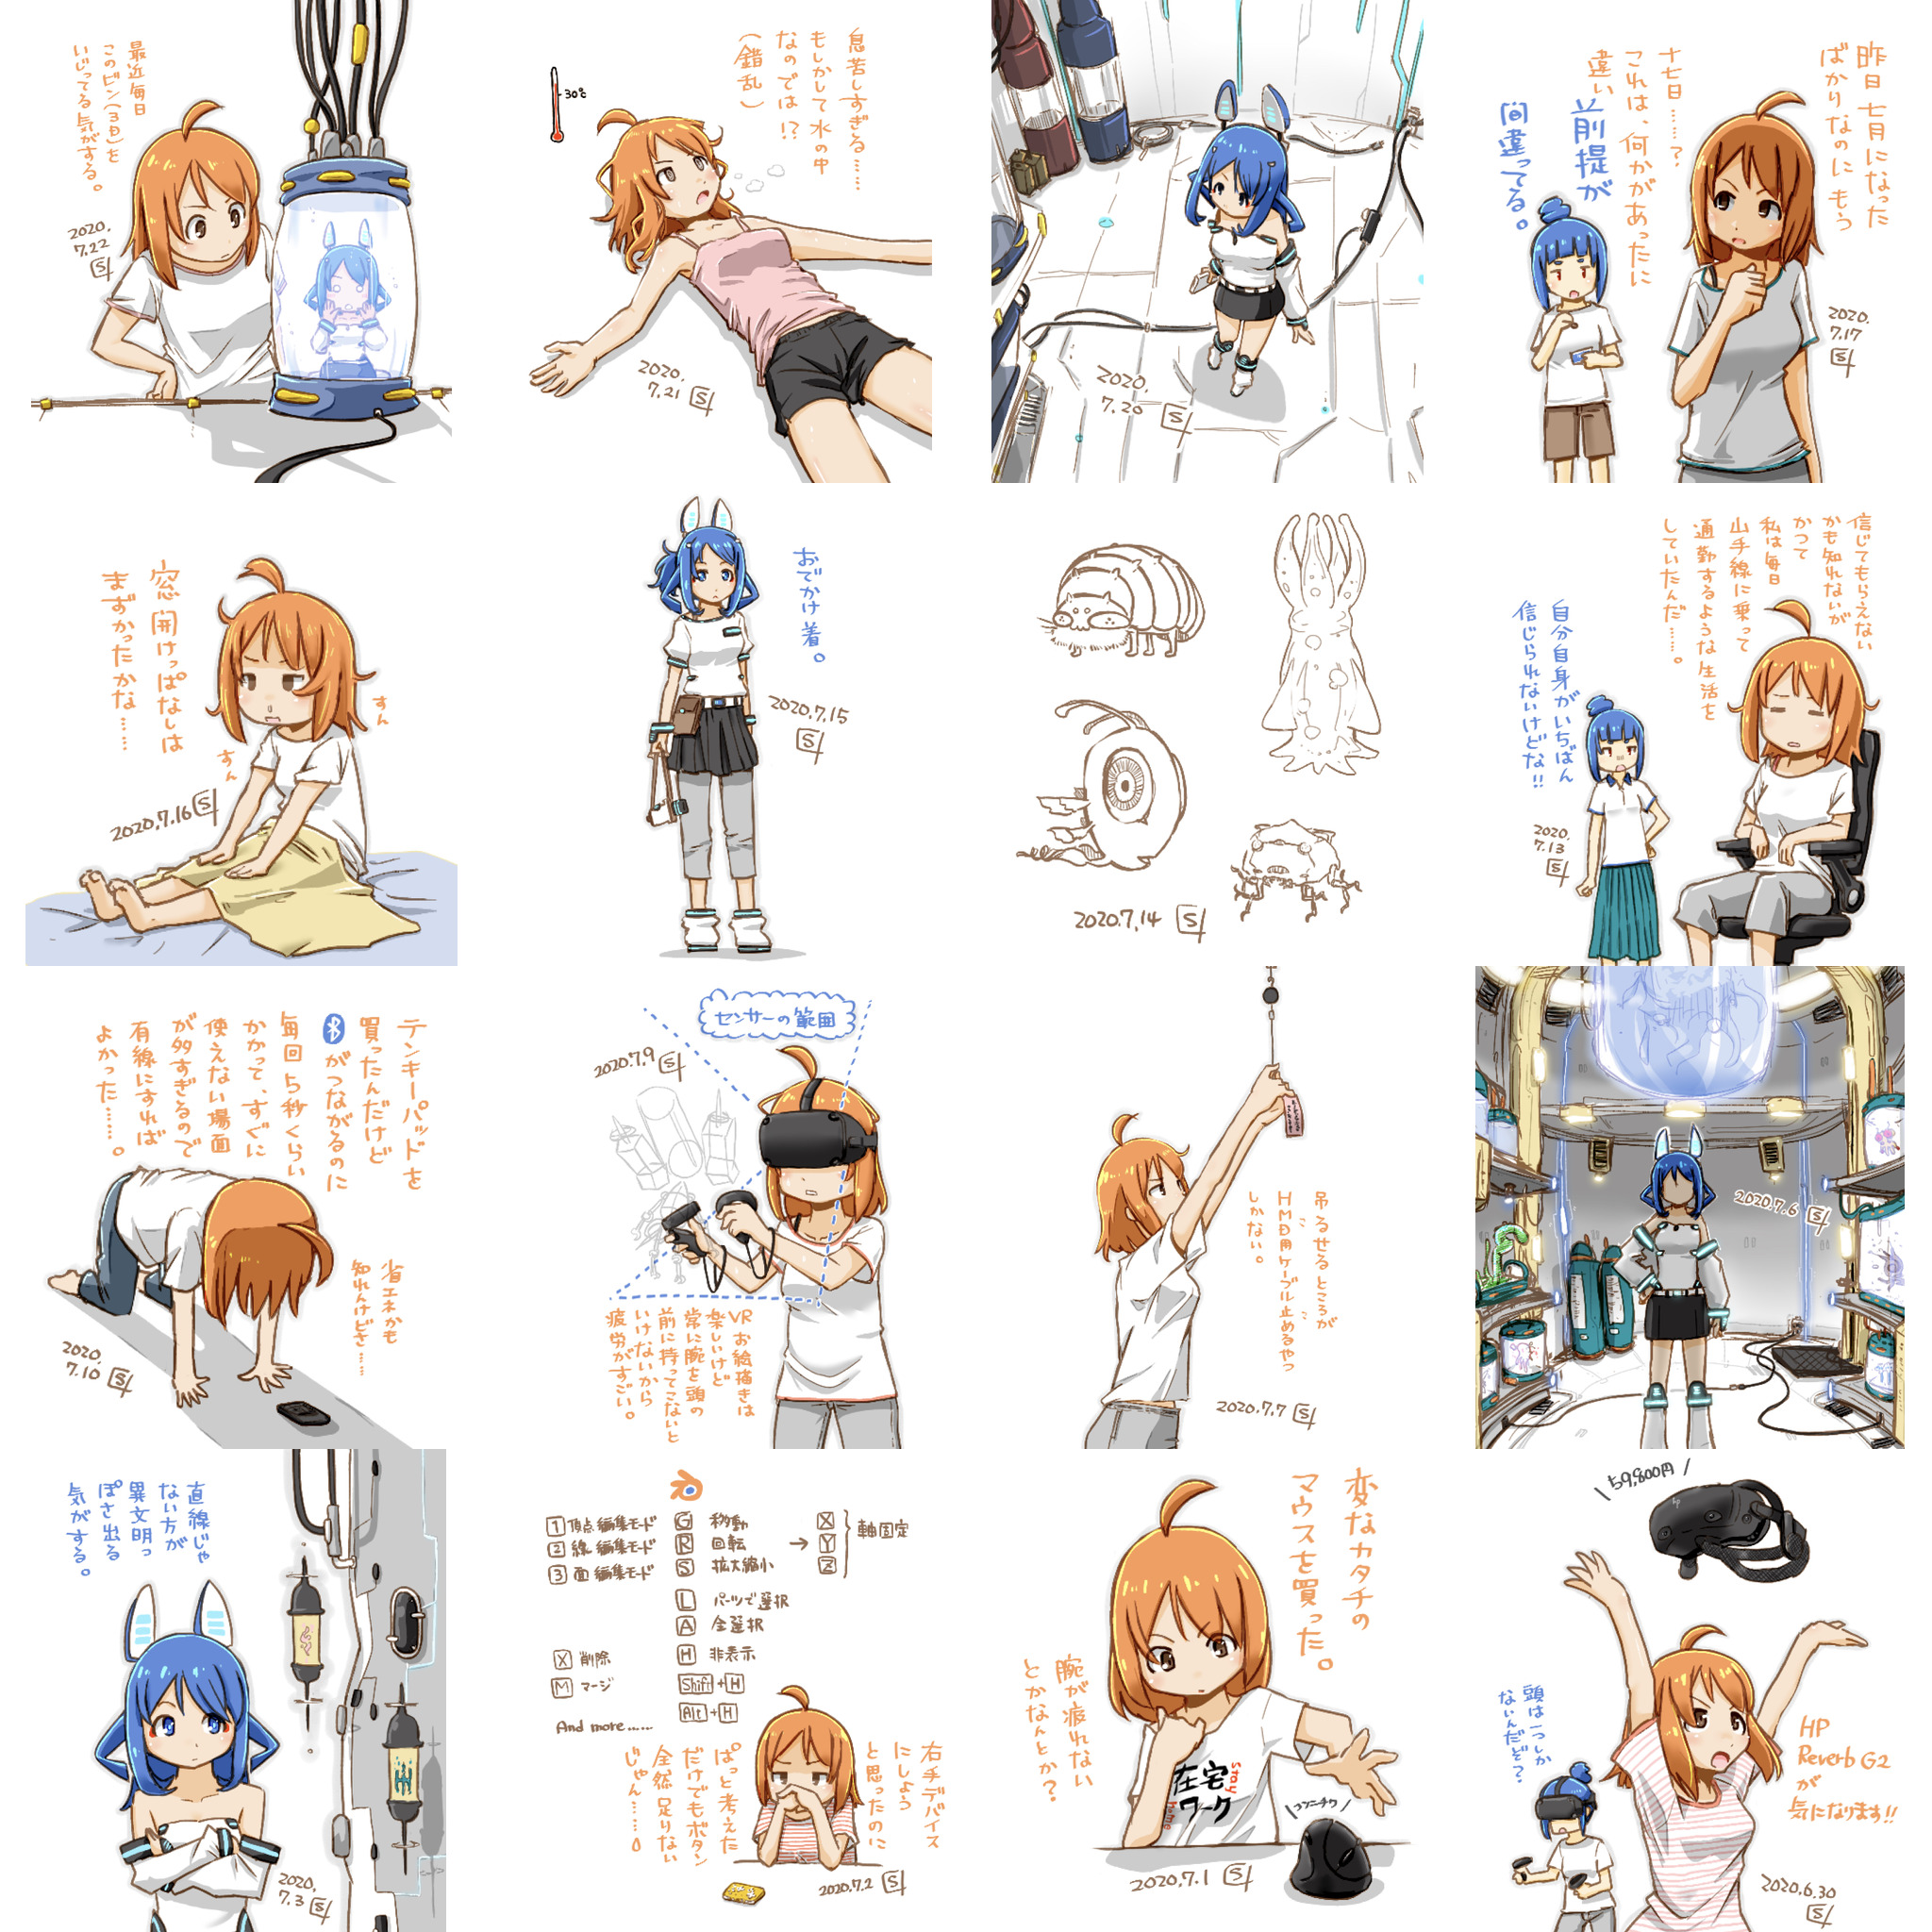 最近毎日
このビン(3D)を
いじってる気がする。
2020.
7.22
30℃
息苦しすぎる……
もしかして水の中
なのでは!?
(錯乱)
2020.
7.21
2020.
7.20
昨日七月になった
ばかりなのにもう
十七日……?
これは、何かがあったに
違い
前提が
間違ってる。
2020.
7.17
窓開けっぱなしは
まずかったかな……
すん
すん
2020.7.16
おでかけ着。
2020.7.15
2020.7.14
信じてもらえない
かも知れないが
かつて
私は毎日
山手線に乗って
通勤するような生活を
していたんだ……。
自分自身がいちばん
信じられないけどな!!
2020.
7.13
テンキーパッドを
買ったんだけど
がつながるのに
毎回5秒くらい
かかって、すぐに
使えない場面
が多すぎるので
有線にすれば
よかった……。
省エネかも
知れんけどさ……
2020.
7.10
センサーの範囲
2020.7.9
VRお絵描きは
楽しいけど
常に腕を頭の
前に持ってこないと
いけないから
疲労がすごい。
吊るせるところが
HMD用ケーブル止めるやつ
しかない。
2020.7.7
2020.7.6
直線じゃ
ない方が
異文明っ
ぽさ出る
気がする。
2020.
7.3
1 頂点編集モード
2 線編集モード
3 面編集モード
G 移動
R 回転
S 拡大縮小
→
X
Y
Z
軸固定
L パーツで選択
A 全選択
H 非表示
Shift+H
Alt+H
X 削除
M マージ
And more……
右手デバイス
にしよう
と思ったのに
ぱっと考えた
だけでもボタン
全然足りない
じゃん……。
2020.7.2
変なカタチの
マウスを買った。
腕が疲れない
とかなんとか?
在宅
ワーク
Stay
home
コンニチワ
2020.7.1
59,800円
頭は一つしか
ないんだぞ?
HP
Reverb G2
が
気になります!!
2020.6.30